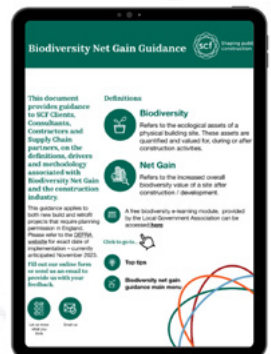 Biodiversity Net Gain Guidance
scf
Shaping public
construction
This document
provides guidance
to SCF Clients,
Consultants,
Contractors and
Supply Chain
partners, on the
definitions, drivers
and methodology
associated with
Biodiversity Net Gain
and the construction
industry.
This guidance applies to
both new build and retrofit
projects that require planning
permission in England.
Please refer to the DEFRA
website for exact date of
implementation – currently
anticipated November 2023.
Fill out our online form
or send us an email to
provide us with your
feedback.
Let us know
what you
think
Email us
Definitions
Biodiversity
Refers to the ecological assets of a
physical building site. These assets are
quantified and valued for, during or after
construction activities.
Net Gain
Refers to the increased overall
biodiversity value of a site after
construction / development.
A free biodiversity e-learning module, provided
by the Local Government Association can be
accessed here
Click to go to...
Top tips
Biodiversity net gain
guidance main menu